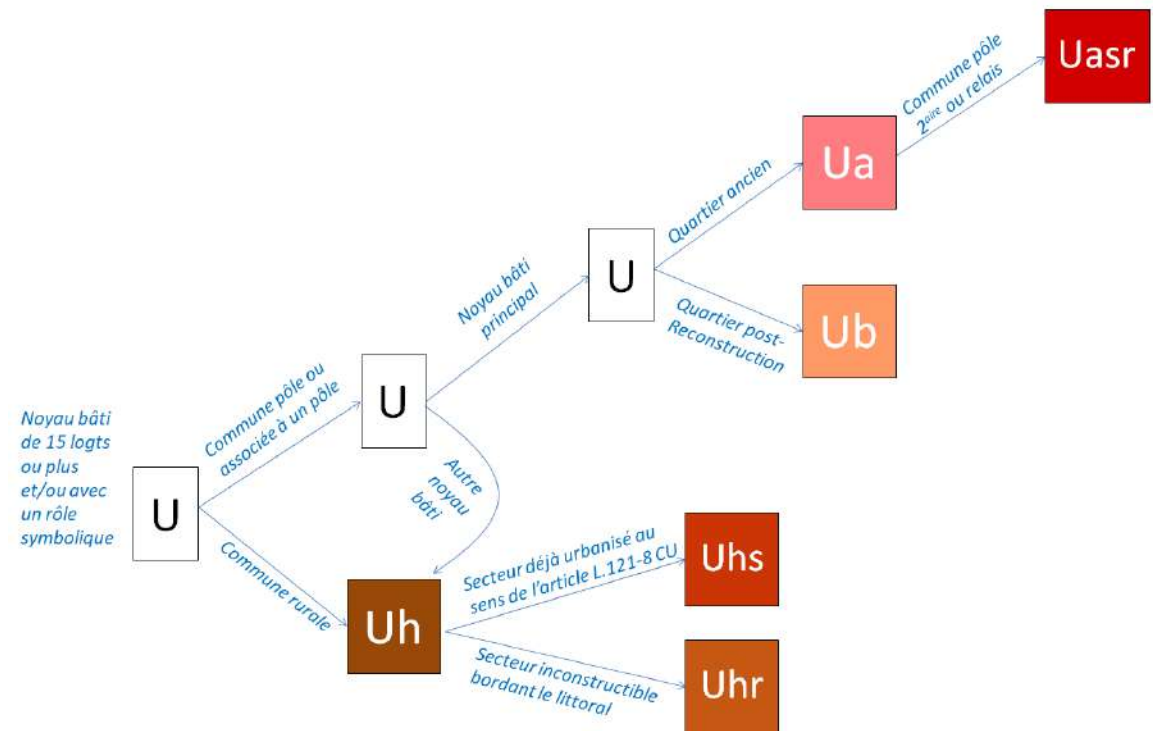 Noyau bâti
de 15 logts
ou plus
et/ou avec
un rôle
symbolique
U
Commune pôle ou
associée à un pôle
Commune rurale
U
Noyau bâti
principal
Autre
noyau
bâti
U
Quartier ancien
Quartier post-
Reconstruction
Ua
Commune pôle
2aire ou relais
Uasr
Ub
Uh
Secteur déjà urbanisé au
sens de l'article L.121-8 CU
Secteur inconstructible
bordant le littoral
Uhs
Uhr